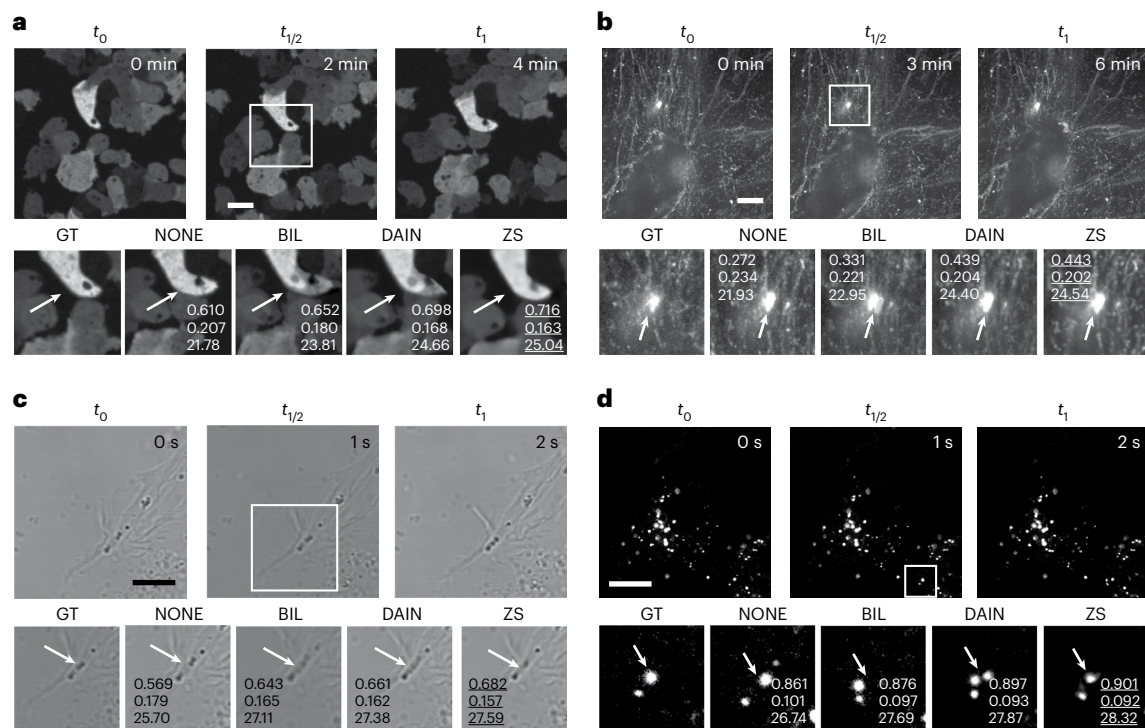 a
t0 t1/2 t1
0 min 2 min 4 min
GT NONE BIL DAIN ZS
0.610 0.652 0.698 0.716
0.207 0.180 0.168 0.163
21.78 23.81 24.66 25.04
b
t0 t1/2 t1
0 min 3 min 6 min
GT NONE BIL DAIN ZS
0.272 0.331 0.439 0.443
0.234 0.221 0.204 0.202
21.93 22.95 24.40 24.54
c
t0 t1/2 t1
0 s 1 s 2 s
GT NONE BIL DAIN ZS
0.569 0.643 0.661 0.682
0.179 0.165 0.162 0.157
25.70 27.11 27.38 27.59
d
t0 t1/2 t1
0 s 1 s 2 s
GT NONE BIL DAIN ZS
0.861 0.876 0.897 0.901
0.101 0.097 0.093 0.092
26.74 27.69 27.87 28.32